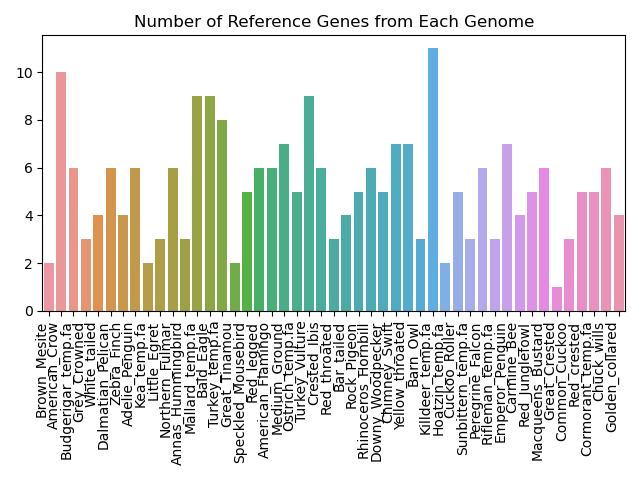 Number of Reference Genes from Each Genome
10
8
6
4
2
0
Brown_Mesite
American_Crow
Budgerigar_temp.fa
Grey_Crowned
White_tailed
Dalmatian_Pelican
Zebra_Finch
Adelie_Penguin
Kea_temp.fa
Little_Egret
Northern_Fulmar
Annas_Hummingbird
Mallard_temp.fa
Bald_Eagle
Turkey_temp.fa
Great_Tinamou
Speckled_Mousebird
Red_legged
American_Flamingo
Medium_Ground
Ostrich_temp.fa
Turkey_Vulture
Crested_Ibis
Red_throated
Bar_tailed
Rock_Pigeon
Rhinoceros_Hornbill
Downy_Woodpecker
Chimney_Swift
Yellow_throated
Barn_Owl
Killdeer_temp.fa
Hoatzin_temp.fa
Cuckoo_Roller
Sunbittern_temp.fa
Peregrine_Falcon
Rifleman_temp.fa
Emperor_Penguin
Carmine_Bee
Red_Junglefowl
Macqueens_Bustard
Great_Crested
Common_Cuckoo
Red_crested
Cormorant_temp.fa
Chuck_wills
Golden_collared